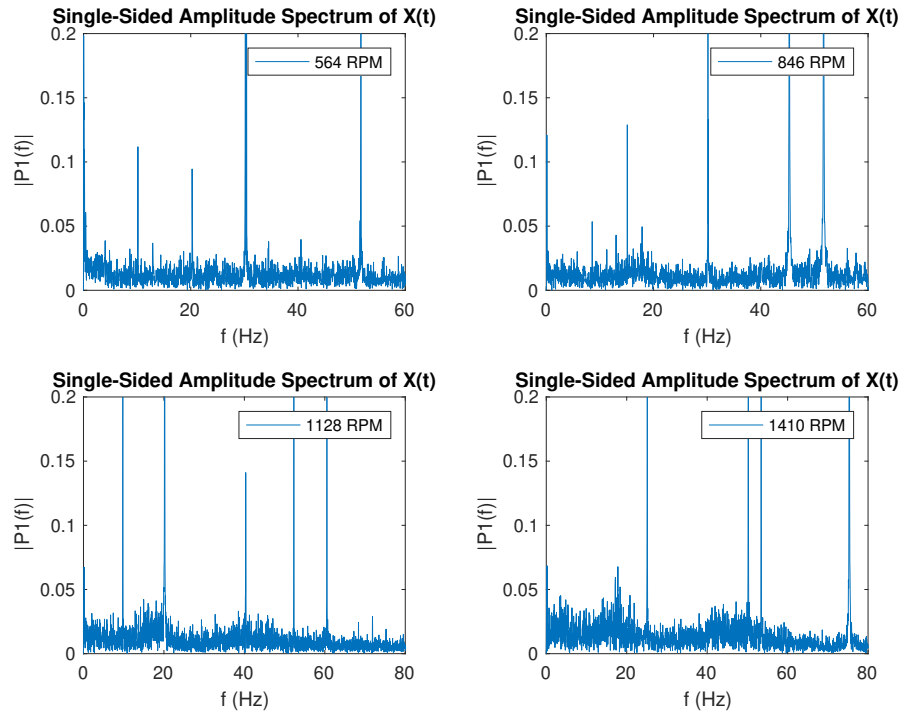 Single-Sided Amplitude Spectrum of X(t)
564 RPM
|P1(f)|
0.2
0.15
0.1
0.05
0
0 20 40 60
f (Hz)
Single-Sided Amplitude Spectrum of X(t)
846 RPM
|P1(f)|
0.2
0.15
0.1
0.05
0
0 20 40 60
f (Hz)
Single-Sided Amplitude Spectrum of X(t)
1128 RPM
|P1(f)|
0.2
0.15
0.1
0.05
0
0 20 40 60 80
f (Hz)
Single-Sided Amplitude Spectrum of X(t)
1410 RPM
|P1(f)|
0.2
0.15
0.1
0.05
0
0 20 40 60 80
f (Hz)